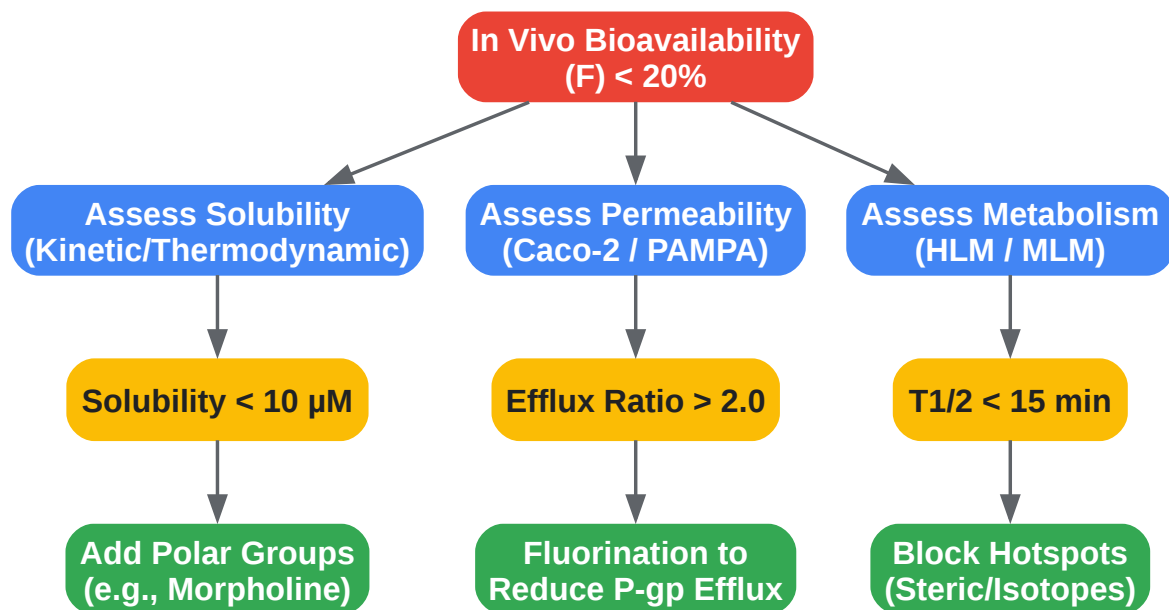 In Vivo Bioavailability
(F) < 20%
Assess Solubility
(Kinetic/Thermodynamic)
Assess Permeability
(Caco-2 / PAMPA)
Assess Metabolism
(HLM / MLM)
Solubility < 10 µM
Efflux Ratio > 2.0
T1/2 < 15 min
Add Polar Groups
(e.g., Morpholine)
Fluorination to
Reduce P-gp Efflux
Block Hotspots
(Steric/Isotopes)